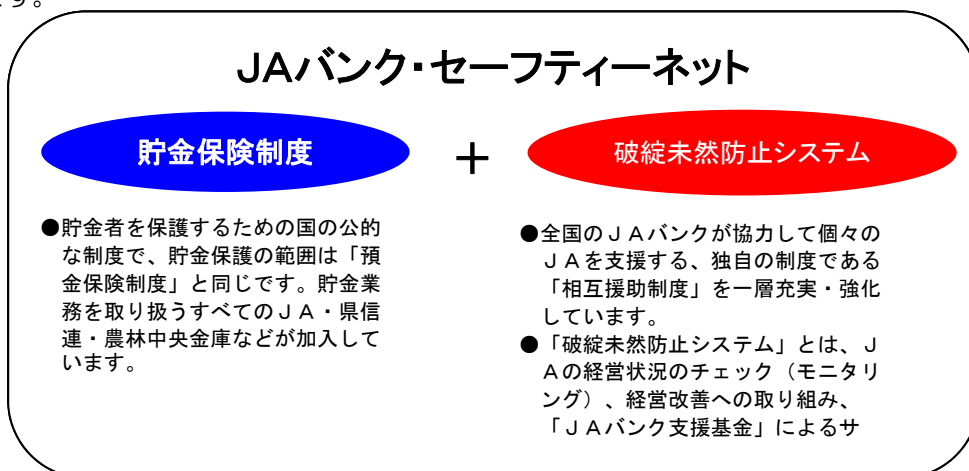 す。
JAバンク・セーフティーネット
貯金保険制度
＋
破綻未然防止システム
●貯金者を保護するための国の公的
な制度で、貯金保護の範囲は「預
金保険制度」と同じです。貯金業
務を取り扱うすべてのＪＡ・県信
連・農林中央金庫などが加入して
います。
●全国のＪＡバンクが協力して個々の
ＪＡを支援する、独自の制度である
「相互援助制度」を一層充実・強化
しています。
●「破綻未然防止システム」とは、Ｊ
Ａの経営状況のチェック（モニタリ
ング）、経営改善への取り組み、
「ＪＡバンク支援基金」によるサ